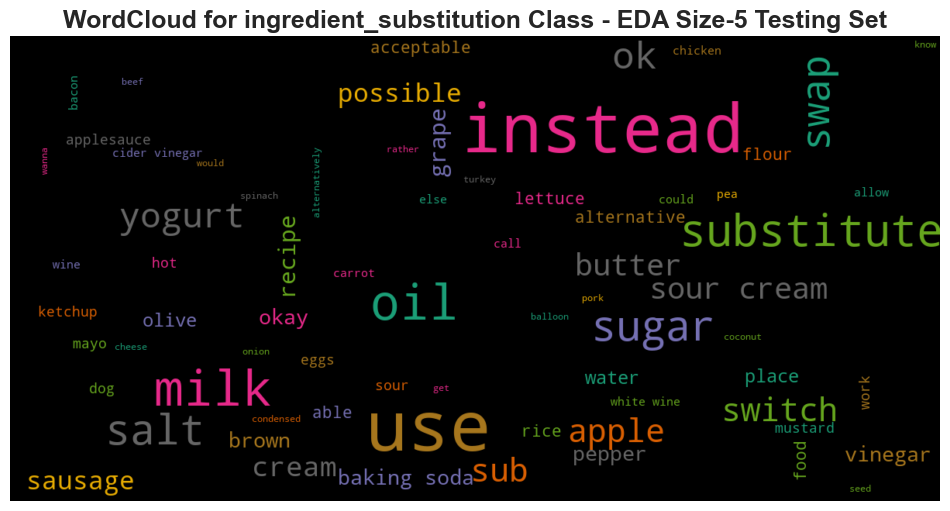 WordCloud for ingredient_substitution Class - EDA Size-5 Testing Set
acceptable
ok
chicken
know
bacon
beef
possible
instead
swap
applesauce
cider vinegar
would
wanna
grape
rather
flour
alternatively
spinach
turkey
yogurt
recipe
else
lettuce
alternative
could
pea
allow
substitute
wine
hot
carrot
call
butter
sour cream
ketchup
olive
okay
oil
pork
balloon
sugar
coconut
mayo
cheese
onion
eggs
dog
milk
sour
get
water
place
work
salt
condensed
able
use
white wine
switch
brown
rice
apple
mustard
cream
baking soda
sub
pepper
food
vinegar
sausage
seed